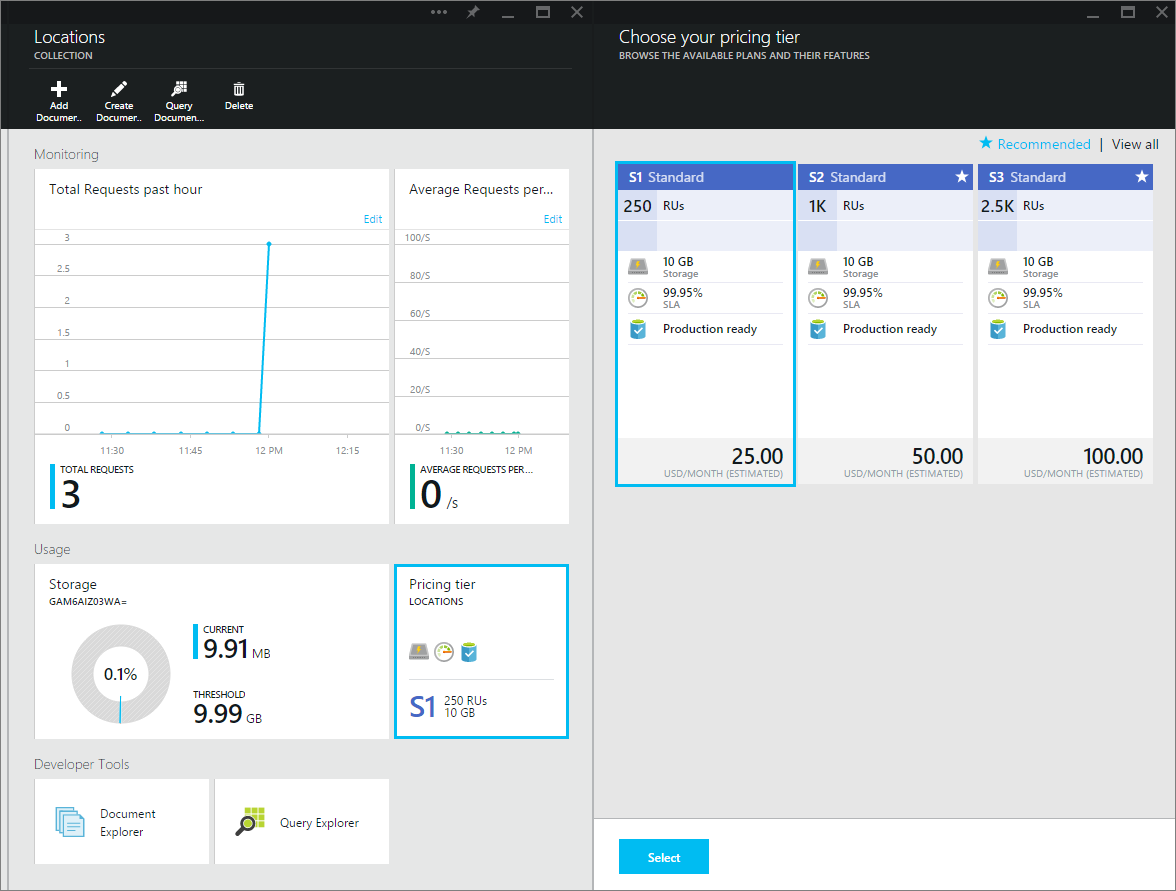 Locations
COLLECTION
Add
Documer..
Create
Documer..
Query
Documen...
Delete
Monitoring
Total Requests past hour
Edit
3
2.5
2
1.5
1
0.5
0
11:30
11:45
12 PM
12:15
TOTAL REQUESTS
3
Average Requests per...
Edit
100/S
80/S
60/S
40/S
20/S
0/S
11:30
12 PM
AVERAGE REQUESTS PER...
0 /s
Usage
Storage
GAM6AIZ03WA=
0.1%
CURRENT
9.91 MB
THRESHOLD
9.99 GB
Pricing tier
LOCATIONS
S1
250 RUs
10 GB
Developer Tools
Document
Explorer
Query Explorer
Choose your pricing tier
BROWSE THE AVAILABLE PLANS AND THEIR FEATURES
Recommended | View all
S1 Standard
250 RUs
10 GB
Storage
99.95%
SLA
Production ready
25.00
USD/MONTH (ESTIMATED)
S2 Standard
1K RUs
10 GB
Storage
99.95%
SLA
Production ready
50.00
USD/MONTH (ESTIMATED)
S3 Standard
2.5K RUs
10 GB
Storage
99.95%
SLA
Production ready
100.00
USD/MONTH (ESTIMATED)
Select